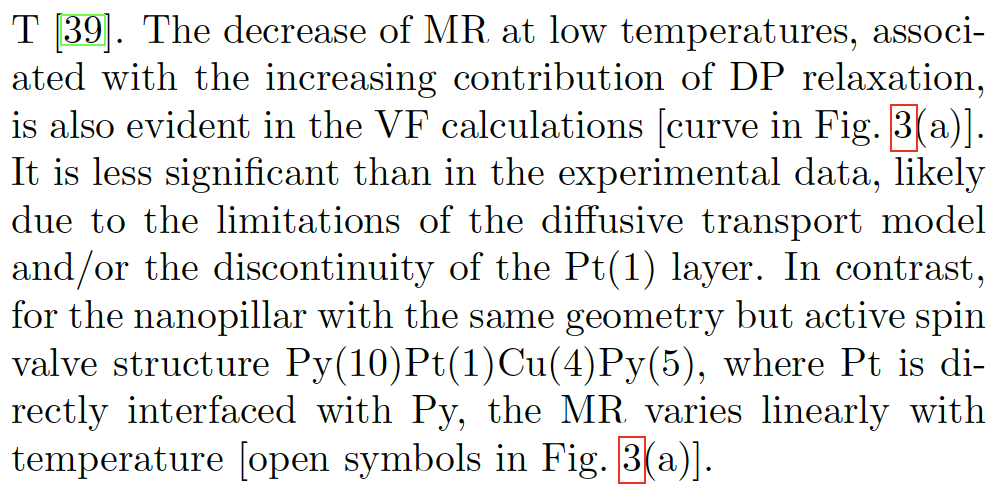 T [39]. The decrease of MR at low temperatures, associ-
ated with the increasing contribution of DP relaxation,
is also evident in the VF calculations [curve in Fig. 3(a)].
It is less significant than in the experimental data, likely
due to the limitations of the diffusive transport model
and/or the discontinuity of the Pt(1) layer. In contrast,
for the nanopillar with the same geometry but active spin
valve structure Py(10)Pt(1)Cu(4)Py(5), where Pt is di-
rectly interfaced with Py, the MR varies linearly with
temperature [open symbols in Fig. 3(a)].